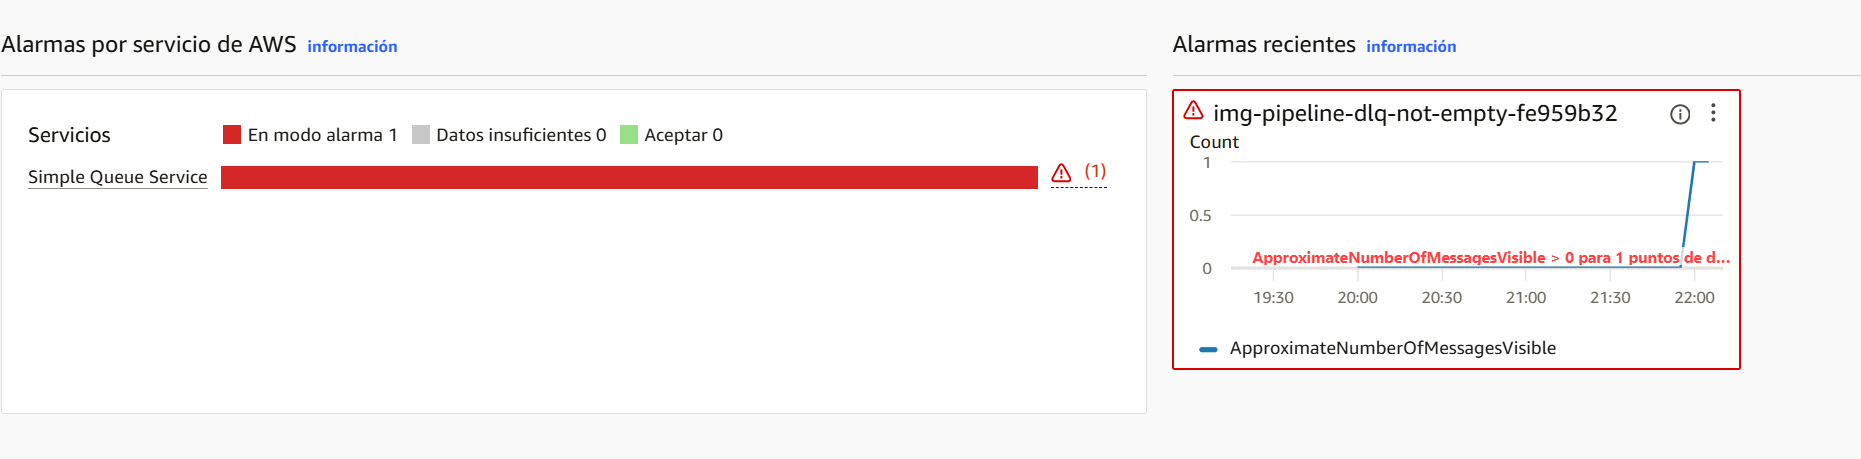 Alarmas por servicio de AWS información
Servicios
En modo alarma 1 Datos insuficientes 0 Aceptar 0
Simple Queue Service (1)
Alarmas recientes información
img-pipeline-dlq-not-empty-fe959b32
Count
1
0.5
ApproximateNumberOfMessagesVisible > 0 para 1 puntos de d...
0
19:30 20:00 20:30 21:00 21:30 22:00
ApproximateNumberOfMessagesVisible